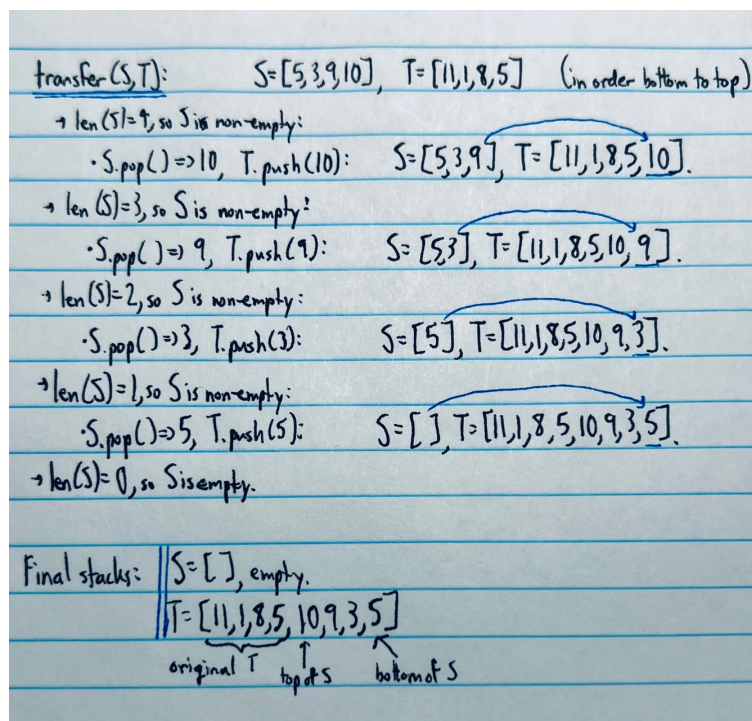 transfer(S,T): S=[5,3,9,10], T=[11,1,8,5] (in order bottom to top)
→ len(S)=4, so S is non-empty:
·S.pop()=>10, T.push(10): S=[5,3,9], T=[11,1,8,5,10].
→ len(S)=3, so S is non-empty:
·S.pop()=> 9, T.push(9): S=[5,3], T=[11,1,8,5,10,9].
→ len(S)=2, so S is non-empty:
·S.pop()=>3, T.push(3): S=[5], T=[11,1,8,5,10,9,3].
→ len(S)=1, so S is non-empty:
·S.pop()=>5, T.push(5): S=[ ], T=[11,1,8,5,10,9,3,5].
→ len(S)=0, so S is empty.
Final stacks: S=[ ], empty.
T=[11,1,8,5,10,9,3,5]
original T top of S bottom of S